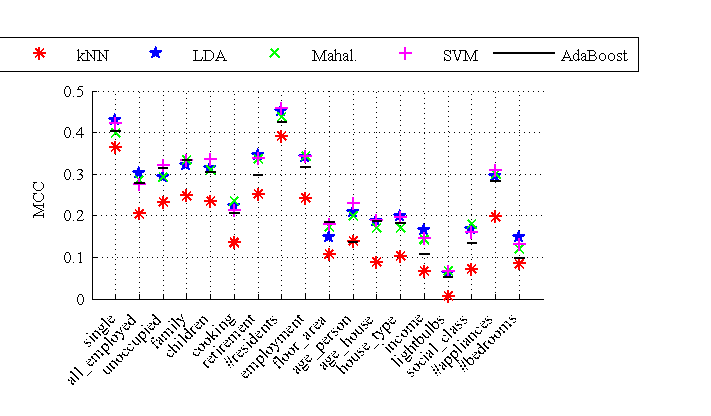 kNN LDA Mahal. SVM AdaBoost
0.5
0.4
0.3
0.2
0.1
0
MCC
single
all_employed
unoccupied
family
children
cooking
retirement
#residents
employment
floor_area
age_person
age_house
house_type
income
lightbulbs
social_class
#appliances
#bedrooms